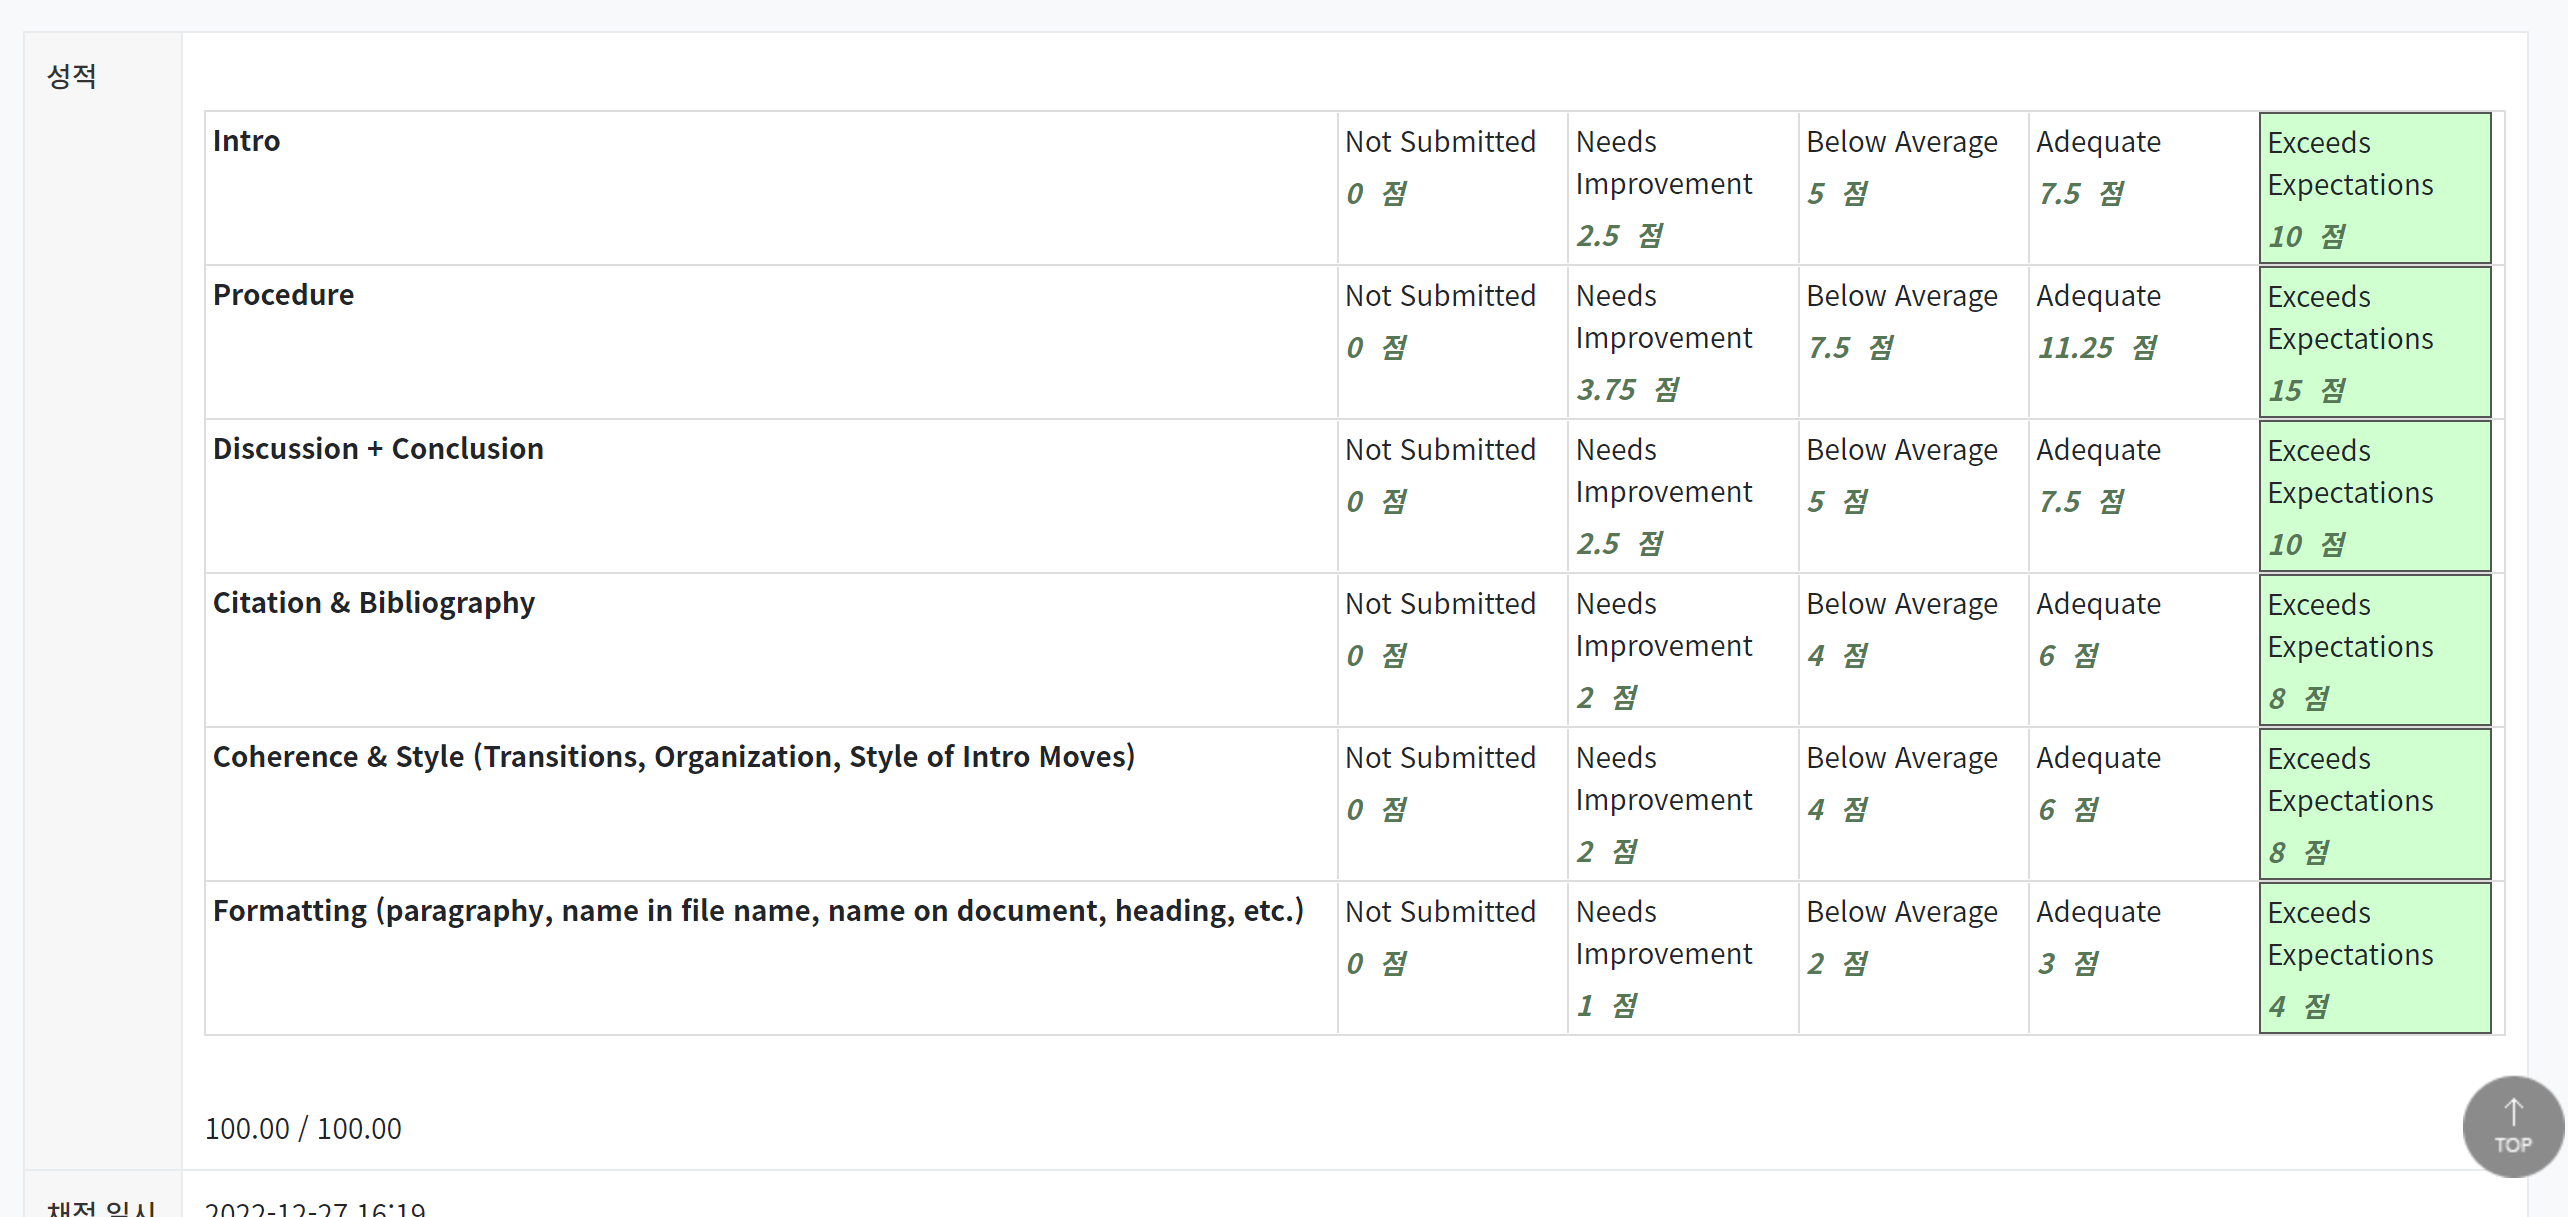 성적
Intro
Not Submitted
0 점
Needs
Improvement
2.5 점
Below Average
5 점
Adequate
7.5 점
Exceeds
Expectations
10 점
Procedure
Not Submitted
0 점
Needs
Improvement
3.75 점
Below Average
7.5 점
Adequate
11.25 점
Exceeds
Expectations
15 점
Discussion + Conclusion
Not Submitted
0 점
Needs
Improvement
2.5 점
Below Average
5 점
Adequate
7.5 점
Exceeds
Expectations
10 점
Citation & Bibliography
Not Submitted
0 점
Needs
Improvement
2 점
Below Average
4 점
Adequate
6 점
Exceeds
Expectations
8 점
Coherence & Style (Transitions, Organization, Style of Intro Moves)
Not Submitted
0 점
Needs
Improvement
2 점
Below Average
4 점
Adequate
6 점
Exceeds
Expectations
8 점
Formatting (paragraphy, name in file name, name on document, heading, etc.)
Not Submitted
0 점
Needs
Improvement
1 점
Below Average
2 점
Adequate
3 점
Exceeds
Expectations
4 점
100.00 / 100.00
TOP
채점 일시
2022-12-27 16:19